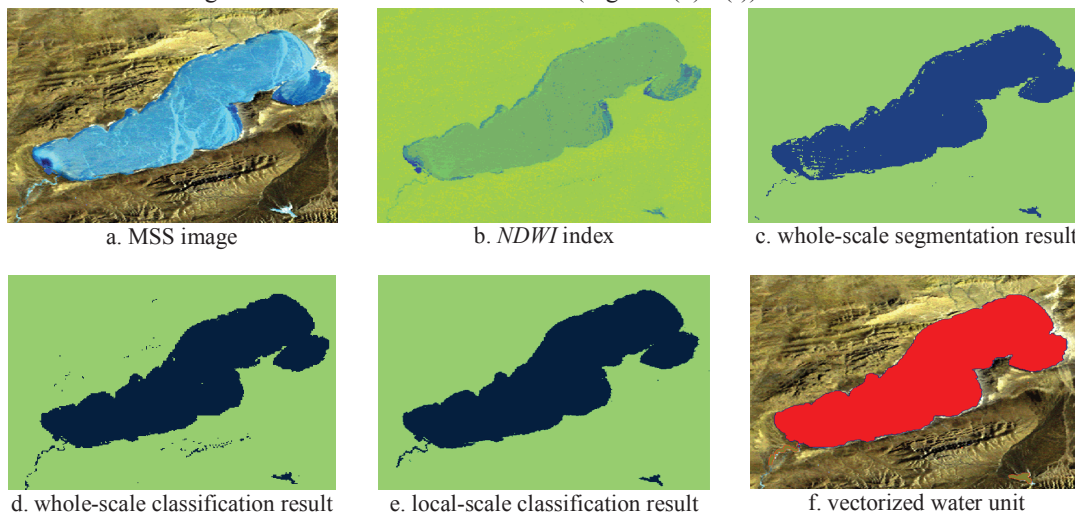 a. MSS image
b. NDWI index
c. whole-scale segmentation result
d. whole-scale classification result
e. local-scale classification result
f. vectorized water unit